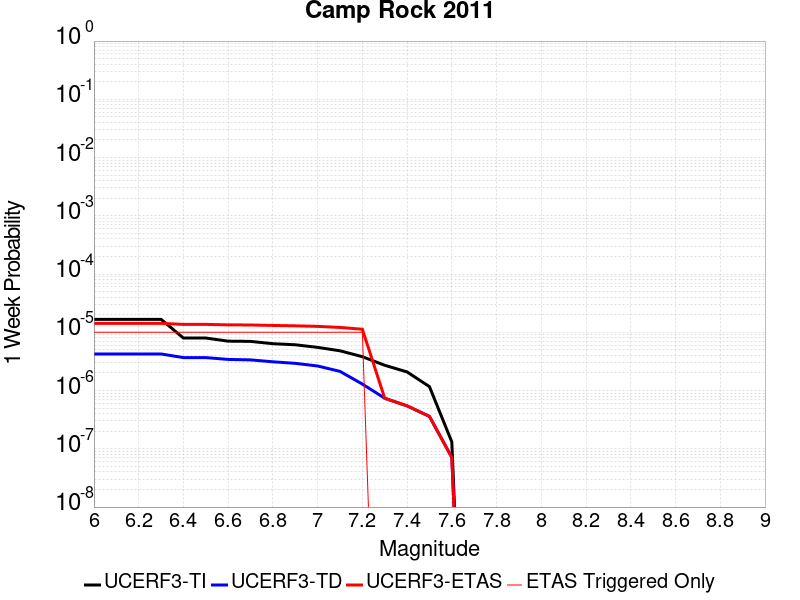 Camp Rock 2011
1 Week Probability
10^0
10^-1
10^-2
10^-3
10^-4
10^-5
10^-6
10^-7
10^-8
6 6.2 6.4 6.6 6.8 7 7.2 7.4 7.6 7.8 8 8.2 8.4 8.6 8.8 9
Magnitude
UCERF3-TI UCERF3-TD UCERF3-ETAS ETAS Triggered Only